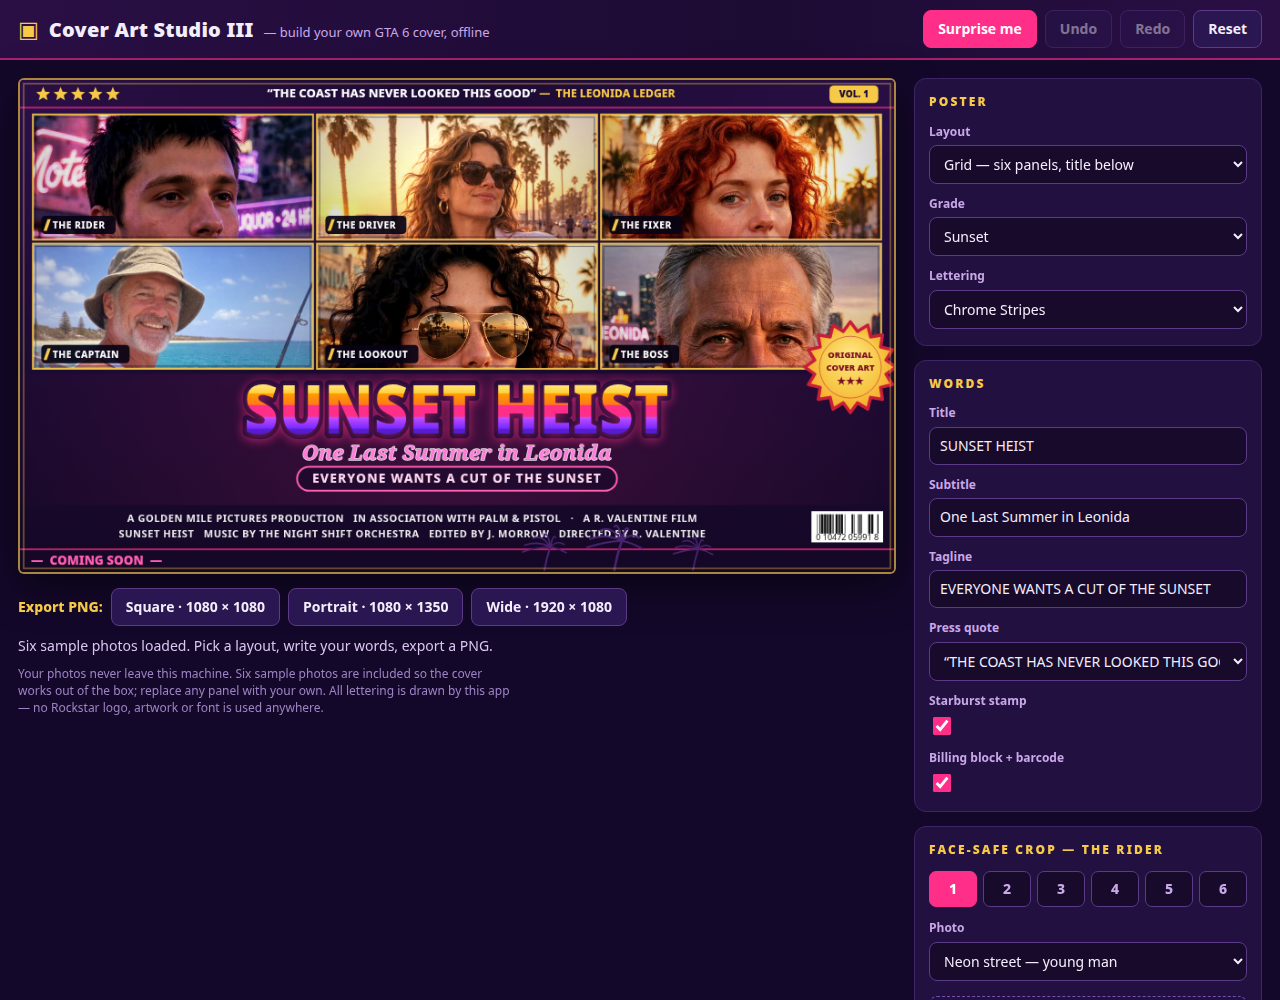 ▣ Cover Art Studio III — build your own GTA 6 cover, offline
Surprise me
Undo
Redo
Reset
★★★★★
“THE COAST HAS NEVER LOOKED THIS GOOD” — THE LEONIDA LEDGER
VOL. 1
Mote
LIQUOR • 24 H
THE RIDER
THE DRIVER
THE FIXER
THE CAPTAIN
THE LOOKOUT
LEONIDA
THE BOSS
ORIGINAL
COVER ART
★★★
SUNSET HEIST
One Last Summer in Leonida
EVERYONE WANTS A CUT OF THE SUNSET
A GOLDEN MILE PICTURES PRODUCTION IN ASSOCIATION WITH PALM & PISTOL · A R. VALENTINE FILM
SUNSET HEIST MUSIC BY THE NIGHT SHIFT ORCHESTRA EDITED BY J. MORROW DIRECTED BY R. VALENTINE
0 10472 05991 8
— COMING SOON —
Export PNG:
Square · 1080 × 1080
Portrait · 1080 × 1350
Wide · 1920 × 1080
Six sample photos loaded. Pick a layout, write your words, export a PNG.
Your photos never leave this machine. Six sample photos are included so the cover
works out of the box; replace any panel with your own. All lettering is drawn by this app
— no Rockstar logo, artwork or font is used anywhere.
POSTER
Layout
Grid — six panels, title below
Grade
Sunset
Lettering
Chrome Stripes
WORDS
Title
SUNSET HEIST
Subtitle
One Last Summer in Leonida
Tagline
EVERYONE WANTS A CUT OF THE SUNSET
Press quote
“THE COAST HAS NEVER LOOKED THIS GO
Starburst stamp
Billing block + barcode
FACE-SAFE CROP — THE RIDER
1
2
3
4
5
6
Photo
Neon street — young man